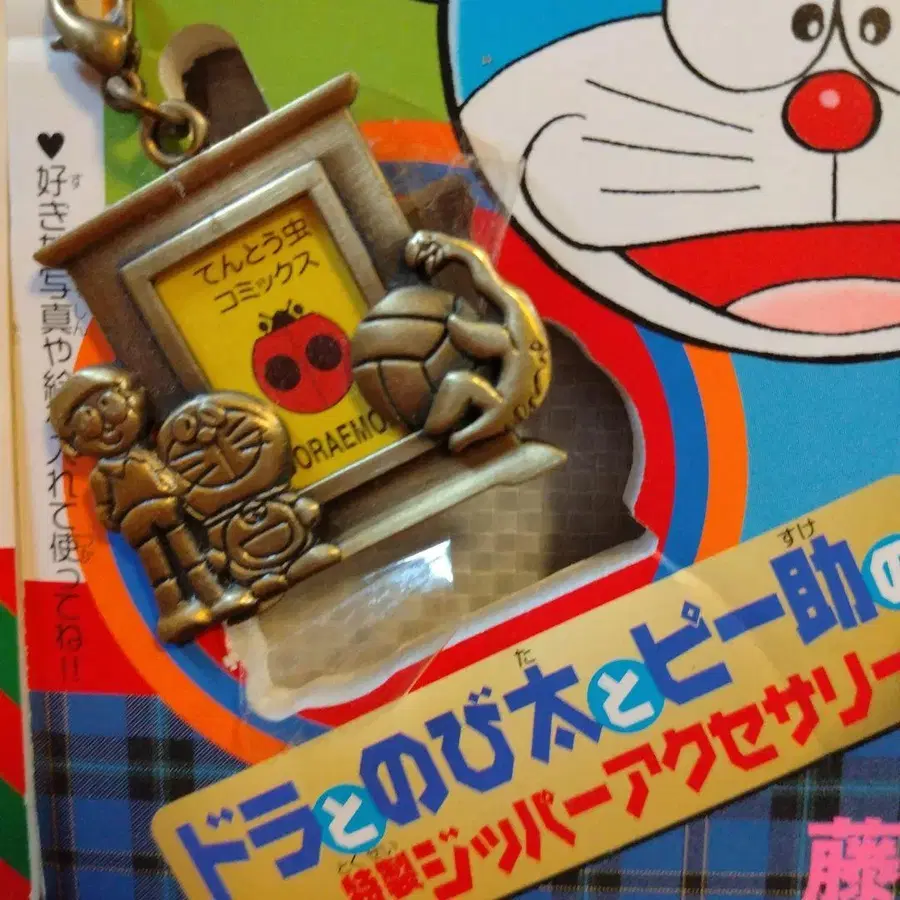 ♥好きな写真や絵を入れて使ってね!!
てんとう虫
コミックス
DORAEMO
ドラとのび太とピー助の
特製ジッパーアクセサリー
藤